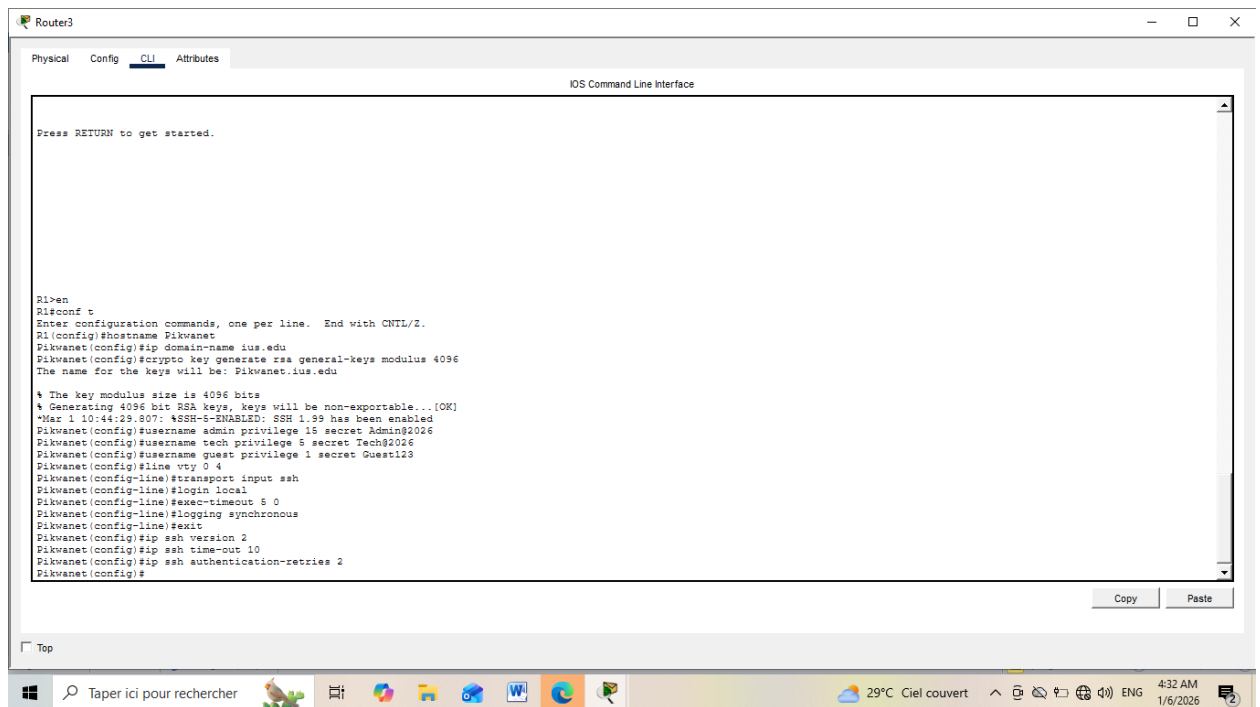 Router3
Physical Config CLI Attributes
IOS Command Line Interface
Press RETURN to get started.
R1>en
R1#conf t
Enter configuration commands, one per line. End with CNTL/Z.
R1(config)#hostname Pikwanet
Pikwanet(config)#ip domain-name ius.edu
Pikwanet(config)#crypto key generate rsa general-keys modulus 4096
The name for the keys will be: Pikwanet.ius.edu
% The key modulus size is 4096 bits
% Generating 4096 bit RSA keys, keys will be non-exportable...[OK]
*Mar 1 10:44:29.807: %SSH-5-ENABLED: SSH 1.99 has been enabled
Pikwanet(config)#username admin privilege 15 secret Admin@2026
Pikwanet(config)#username tech privilege 5 secret Tech@2026
Pikwanet(config)#username guest privilege 1 secret Guest123
Pikwanet(config)#line vty 0 4
Pikwanet(config-line)#transport input ssh
Pikwanet(config-line)#login local
Pikwanet(config-line)#exec-timeout 5 0
Pikwanet(config-line)#logging synchronous
Pikwanet(config-line)#exit
Pikwanet(config)#ip ssh version 2
Pikwanet(config)#ip ssh time-out 10
Pikwanet(config)#ip ssh authentication-retries 2
Pikwanet(config)#
Copy Paste
Top
Taper ici pour rechercher
29°C Ciel couvert ENG 4:32 AM
1/6/2026
2